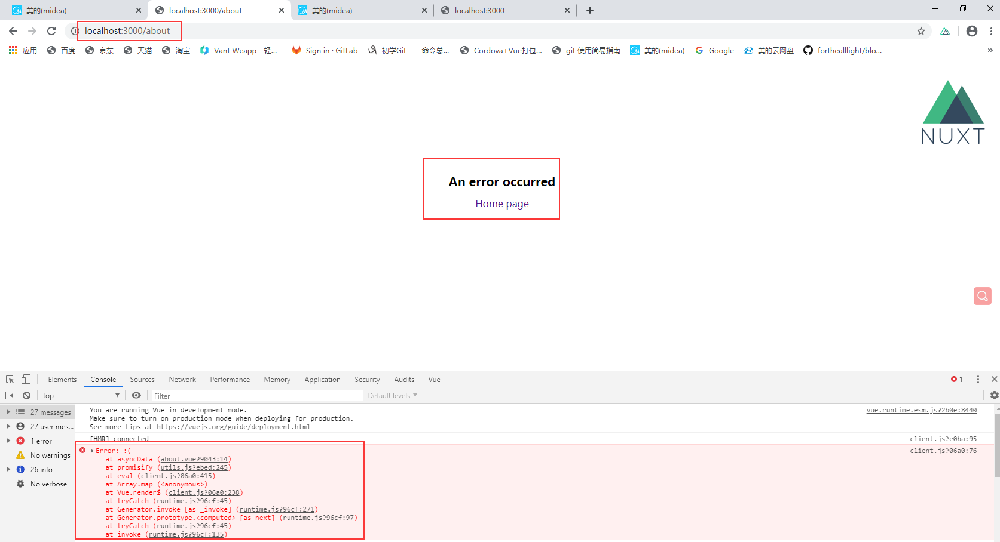 美的(midea)
localhost:3000/about
美的(midea)
localhost:3000
localhost:3000/about
应用
百度
京东
天猫
淘宝
Vant Weapp - 轻...
Sign in · GitLab
初学Git——命令总...
Cordova+Vue打包...
git 使用简易指南
美的(midea)
Google
美的云网盘
forthealllight/blo...
»
NUXT
An error occurred
Home page
Elements
Console
Sources
Network
Performance
Memory
Application
Security
Audits
Vue
1
top
Filter
Default levels ▼
27 messages
27 user mes...
1 error
No warnings
26 info
No verbose
You are running Vue in development mode.
vue.runtime.esm.js?2b0e:8440
Make sure to turn on production mode when deploying for production.
See more tips at https://vuejs.org/guide/deployment.html
[HMR] connected
client.js?e0ba:95
Error: :(
client.js?06a0:76
at asyncData (about.vue?9043:14)
at promisify (utils.js?ebed:245)
at eval (client.js?06a0:415)
at Array.map (<anonymous>)
at Vue.render$ (client.js?06a0:238)
at tryCatch (runtime.js?96cf:45)
at Generator.invoke [as _invoke] (runtime.js?96cf:271)
at Generator.prototype.<computed> [as next] (runtime.js?96cf:97)
at tryCatch (runtime.js?96cf:45)
at invoke (runtime.js?96cf:135)